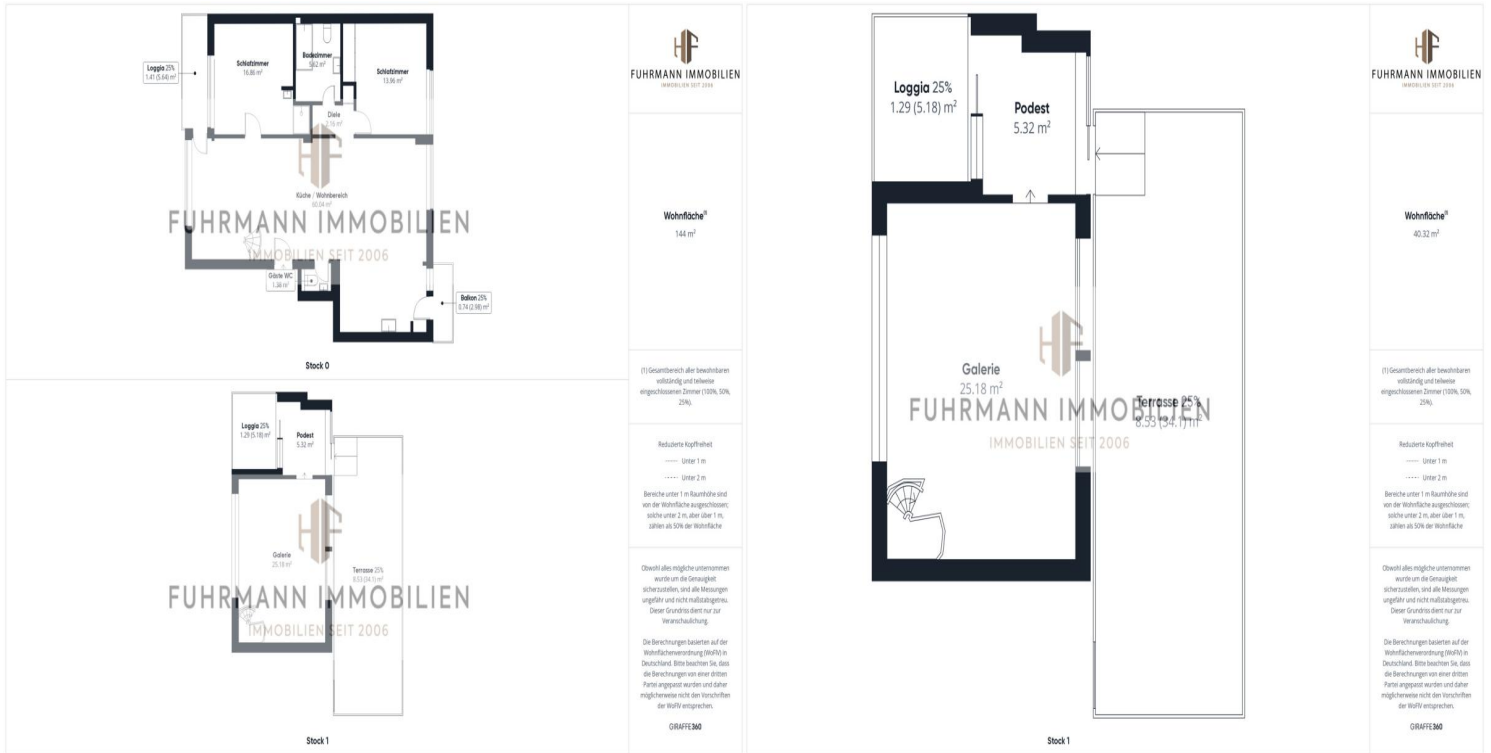 Loggia 25%
1.41 (5.64) m²
Schlafzimmer
16.86 m²
Badezimmer
5.62 m²
Schlafzimmer
13.96 m²
Diele
2.16 m²
Küche / Wohnbereich
60.04 m²
FUHRMANN IMMOBILIEN
IMMOBILIEN SEIT 2006
Gäste WC
1.38 m²
Balkon 25%
0.74 (2.98) m²
Stock 0
Loggia 25%
1.29 (5.18) m²
Podest
5.32 m²
Galerie
25.18 m²
Terrasse 25%
8.53 (34.1) m²
FUHRMANN IMMOBILIEN
IMMOBILIEN SEIT 2006
Stock 1
FUHRMANN IMMOBILIEN
IMMOBILIEN SEIT 2006
Wohnfläche⁽¹⁾
144 m²
(1) Gesamtbereich aller bewohnbaren
vollständig und teilweise
eingeschlossenen Zimmer (100%, 50%,
25%).
Reduzierte Kopffreiheit
Unter 1 m
Unter 2 m
Bereiche unter 1 m Raumhöhe sind
von der Wohnfläche ausgeschlossen;
solche unter 2 m, aber über 1 m,
zählen als 50% der Wohnfläche
Obwohl alles mögliche unternommen
wurde um die Genauigkeit
sicherzustellen, sind alle Messungen
ungefähr und nicht maßstabsgetreu.
Dieser Grundriss dient nur zur
Veranschaulichung.
Die Berechnungen basierten auf der
Wohnflächenverordnung (WoFlV) in
Deutschland. Bitte beachten Sie, dass
die Berechnungen von einer dritten
Partei angepasst wurden und daher
möglicherweise nicht den Vorschriften
der WoFlV entsprechen.
GIRAFFE360
Loggia 25%
1.29 (5.18) m²
Podest
5.32 m²
Galerie
25.18 m²
Terrasse 25%
8.53 (34.1) m²
FUHRMANN IMMOBILIEN
IMMOBILIEN SEIT 2006
Stock 1
FUHRMANN IMMOBILIEN
IMMOBILIEN SEIT 2006
Wohnfläche⁽¹⁾
40.32 m²
(1) Gesamtbereich aller bewohnbaren
vollständig und teilweise
eingeschlossenen Zimmer (100%, 50%,
25%).
Reduzierte Kopffreiheit
Unter 1 m
Unter 2 m
Bereiche unter 1 m Raumhöhe sind
von der Wohnfläche ausgeschlossen;
solche unter 2 m, aber über 1 m,
zählen als 50% der Wohnfläche
Obwohl alles mögliche unternommen
wurde um die Genauigkeit
sicherzustellen, sind alle Messungen
ungefähr und nicht maßstabsgetreu.
Dieser Grundriss dient nur zur
Veranschaulichung.
Die Berechnungen basierten auf der
Wohnflächenverordnung (WoFlV) in
Deutschland. Bitte beachten Sie, dass
die Berechnungen von einer dritten
Partei angepasst wurden und daher
möglicherweise nicht den Vorschriften
der WoFlV entsprechen.
GIRAFFE360